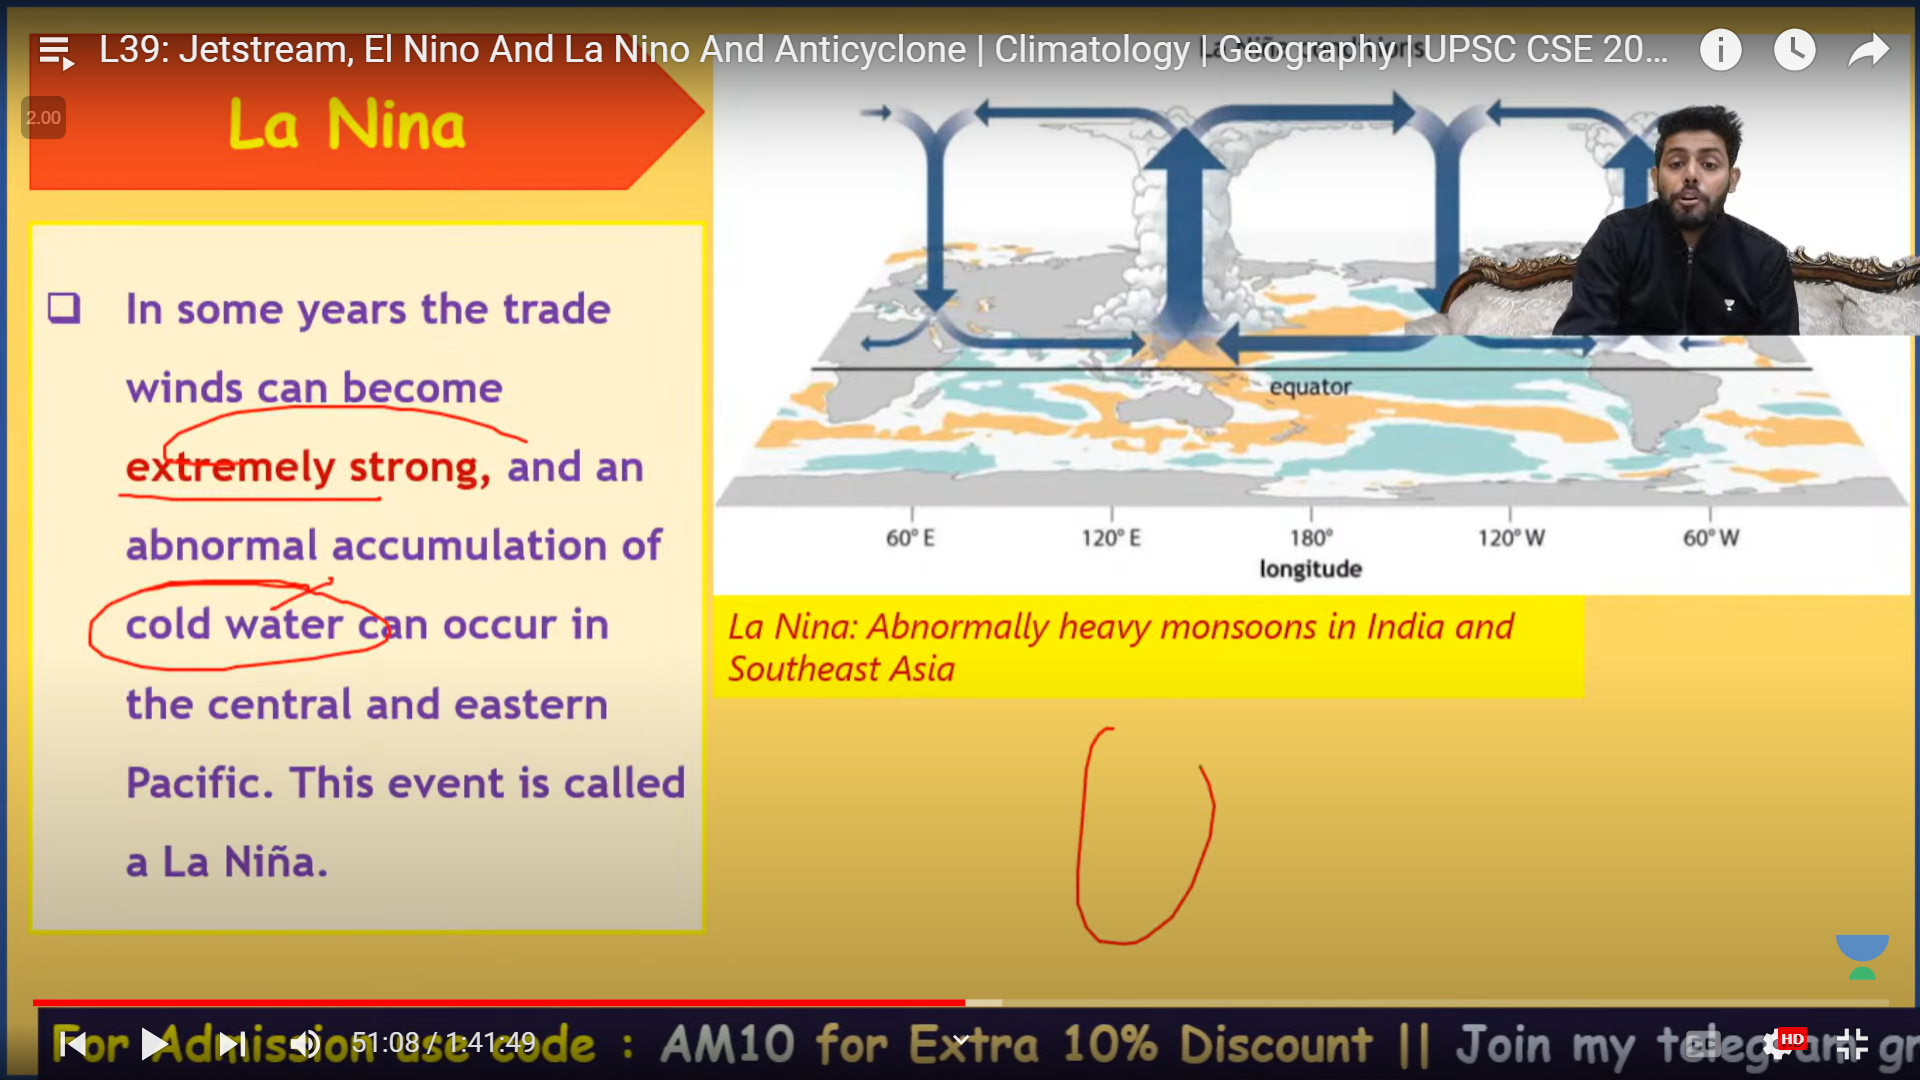 L39: Jetstream, El Nino And La Nino And Anticyclone | Climatology | Geography | UPSC CSE 20...
2.00
La Nina
In some years the trade
winds can become
extremely strong, and an
abnormal accumulation of
cold water can occur in
the central and eastern
Pacific. This event is called
a La Niña.
equator
60° E 120° E 180° 120° W 60° W
longitude
La Nina: Abnormally heavy monsoons in India and
Southeast Asia
For Admission use code : AM10 for Extra 10% Discount || Join my telegram gr
51:08 / 1:41:49
HD